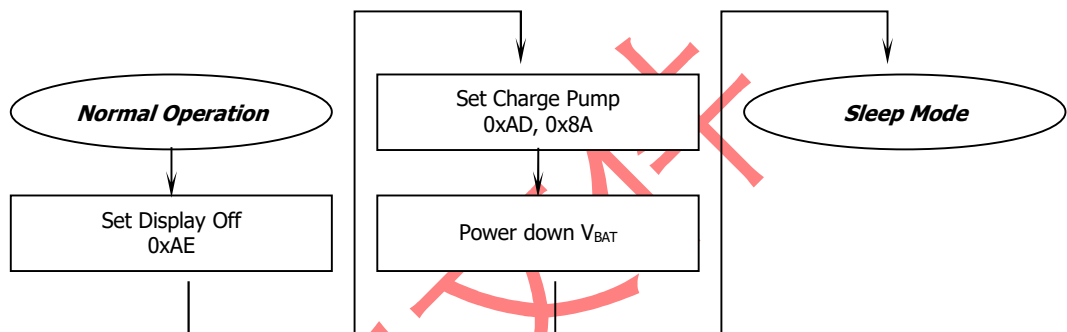 Normal Operation
Set Display Off
0xAE
Set Charge Pump
0xAD, 0x8A
Power down VBAT
Sleep Mode